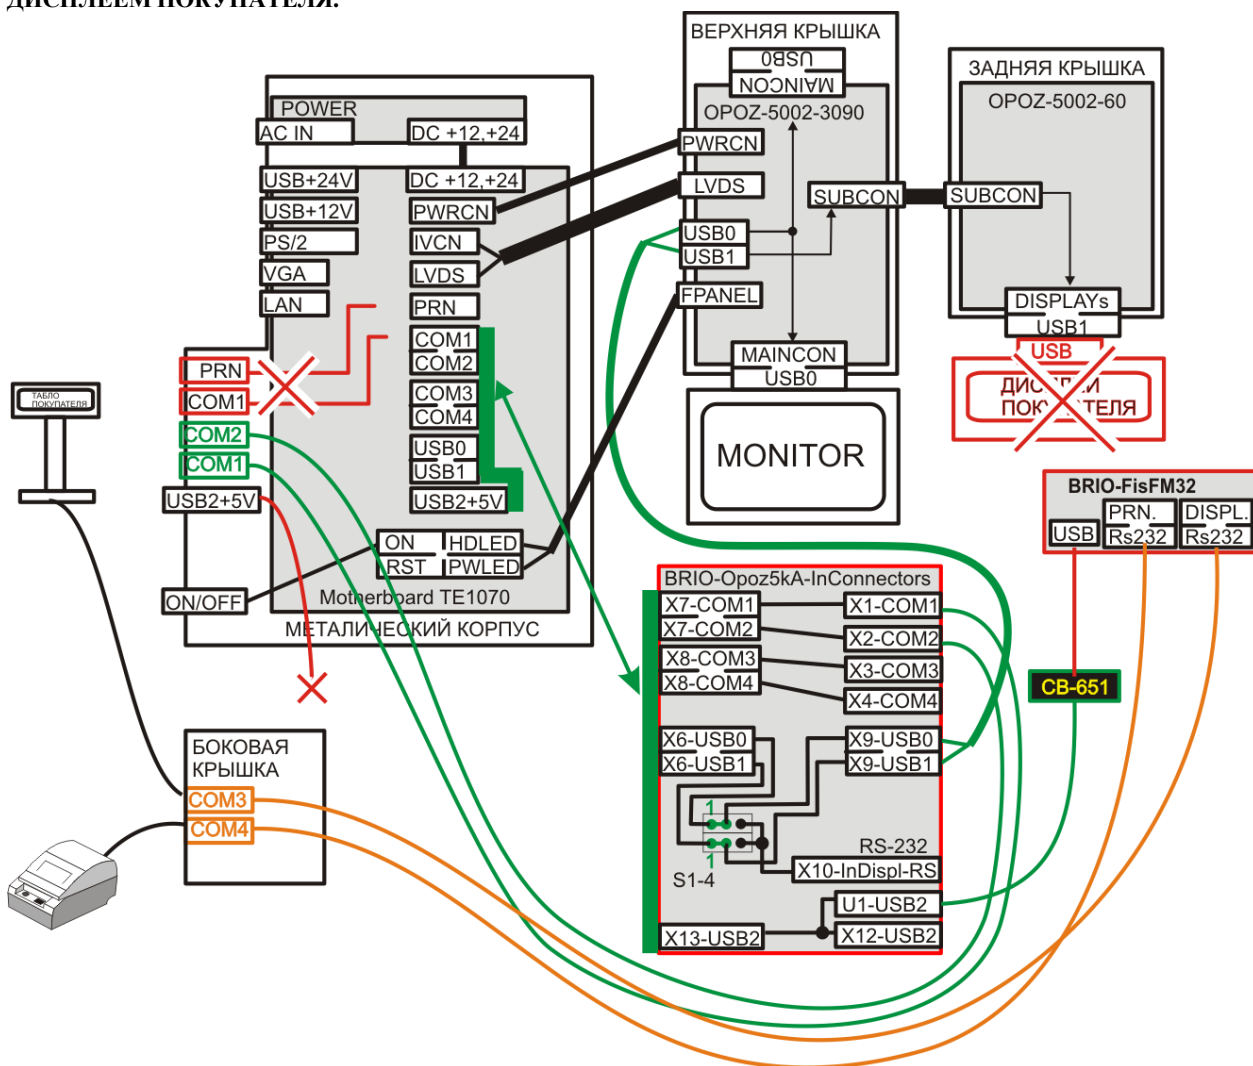 ДИСПЛЕЕМ ПОКУПАТЕЛЯ.
ВЕРХНЯЯ КРЫШКА
USB0
MAINCON
OPOZ-5002-3090
PWRCN
LVDS
SUBCON
USB0
USB1
FPANEL
MAINCON
USB0
MONITOR
ЗАДНЯЯ КРЫШКА
OPOZ-5002-60
SUBCON
DISPLAYs
USB1
USB
ДИСПЛЕЙ
ПОКУПАТЕЛЯ
POWER
AC IN
DC +12,+24
USB+24V
DC +12,+24
USB+12V
PWRCN
PS/2
IVCN
VGA
LVDS
LAN
PRN
COM1
COM2
COM3
COM4
USB0
USB1
USB2+5V
PRN
COM1
COM2
COM1
USB2+5V
ON/OFF
ON
HDLED
RST
PWLED
Motherboard TE1070
МЕТАЛИЧЕСКИЙ КОРПУС
ТАБЛО
ПОКУПАТЕЛЯ
БОКОВАЯ
КРЫШКА
COM3
COM4
BRIO-Opoz5kA-InConnectors
X7-COM1
X1-COM1
X7-COM2
X2-COM2
X8-COM3
X3-COM3
X8-COM4
X4-COM4
X6-USB0
X9-USB0
X6-USB1
X9-USB1
1
1
S1-4
RS-232
X10-InDispl-RS
U1-USB2
X13-USB2
X12-USB2
BRIO-FisFM32
USB
PRN.
Rs232
DISPL.
Rs232
CB-651